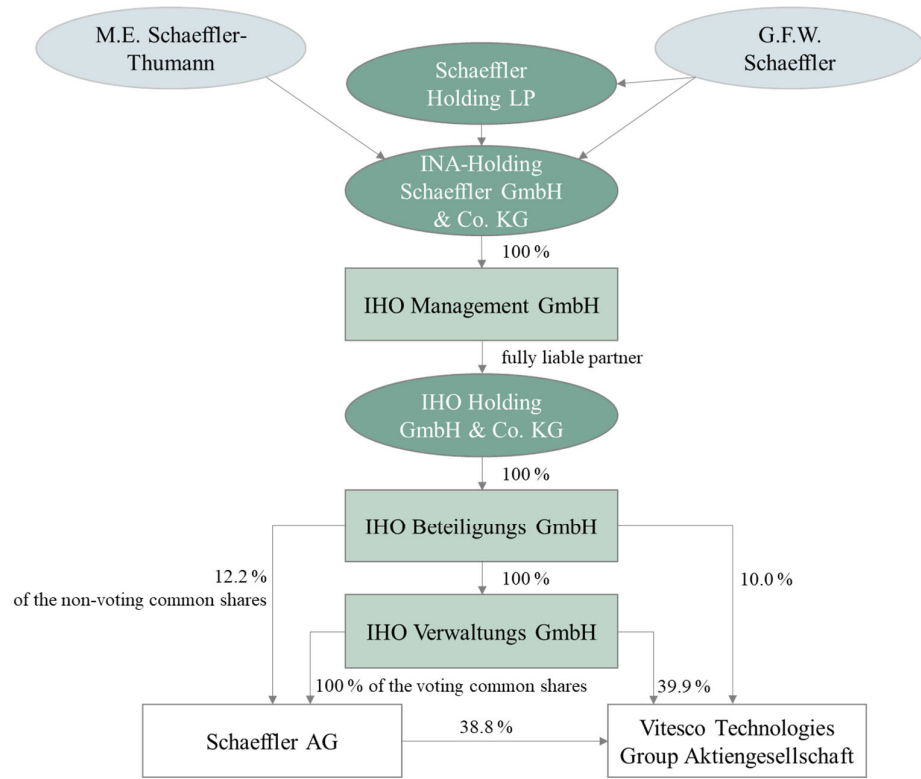 M.E. Schaeffler-
Thumann
G.F.W.
Schaeffler
Schaeffler
Holding LP
INA-Holding
Schaeffler GmbH
& Co. KG
100 %
IHO Management GmbH
fully liable partner
IHO Holding
GmbH & Co. KG
100 %
IHO Beteiligungs GmbH
12.2 %
of the non-voting common shares
100 %
10.0 %
IHO Verwaltungs GmbH
100 % of the voting common shares
39.9 %
Schaeffler AG
38.8 %
Vitesco Technologies
Group Aktiengesellschaft